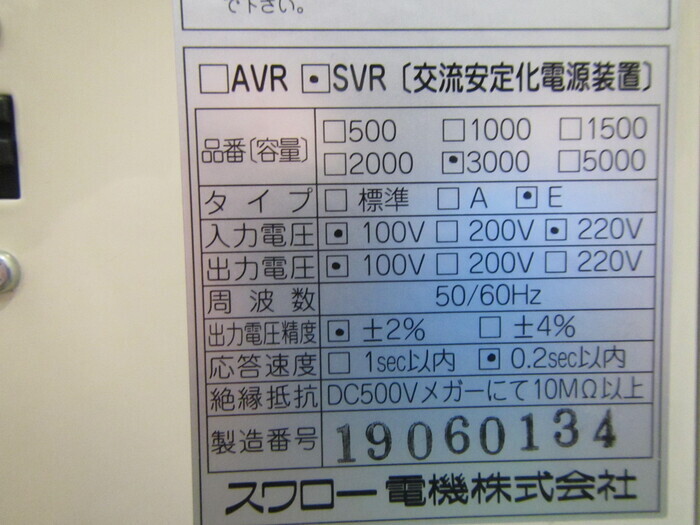 で下さい。
□AVR ▣SVR〔交流安定化電源装置〕
品番〔容量〕 □500 □1000 □1500
□2000 ▣3000 □5000
タイプ □標準 □A ▣E
入力電圧 ▣100V □200V ▣220V
出力電圧 ▣100V □200V □220V
周波数 50/60Hz
出力電圧精度 ▣±2% □±4%
応答速度 □1sec以内 ▣0.2sec以内
絶縁抵抗 DC500Vメガーにて10MΩ以上
製造番号 19060134
スワロー電機株式会社